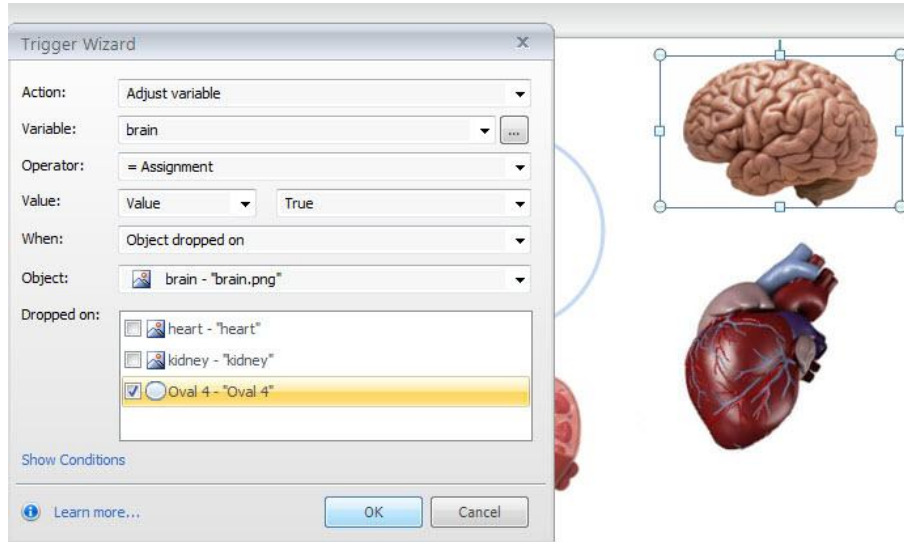 Trigger Wizard
Action: Adjust variable
Variable: brain ...
Operator: = Assignment
Value: Value True
When: Object dropped on
Object: brain - "brain.png"
Dropped on:
heart - "heart"
kidney - "kidney"
Oval 4 - "Oval 4"
Show Conditions
Learn more... OK Cancel